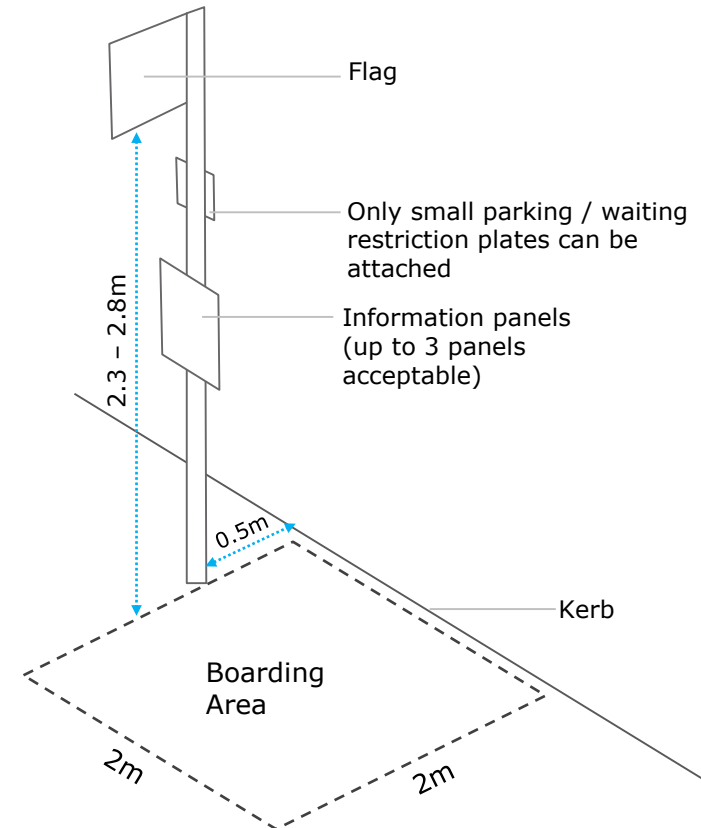 Flag
Only small parking / waiting
restriction plates can be
attached
Information panels
(up to 3 panels
acceptable)
2.3 – 2.8m
0.5m
Kerb
Boarding
Area
2m
2m